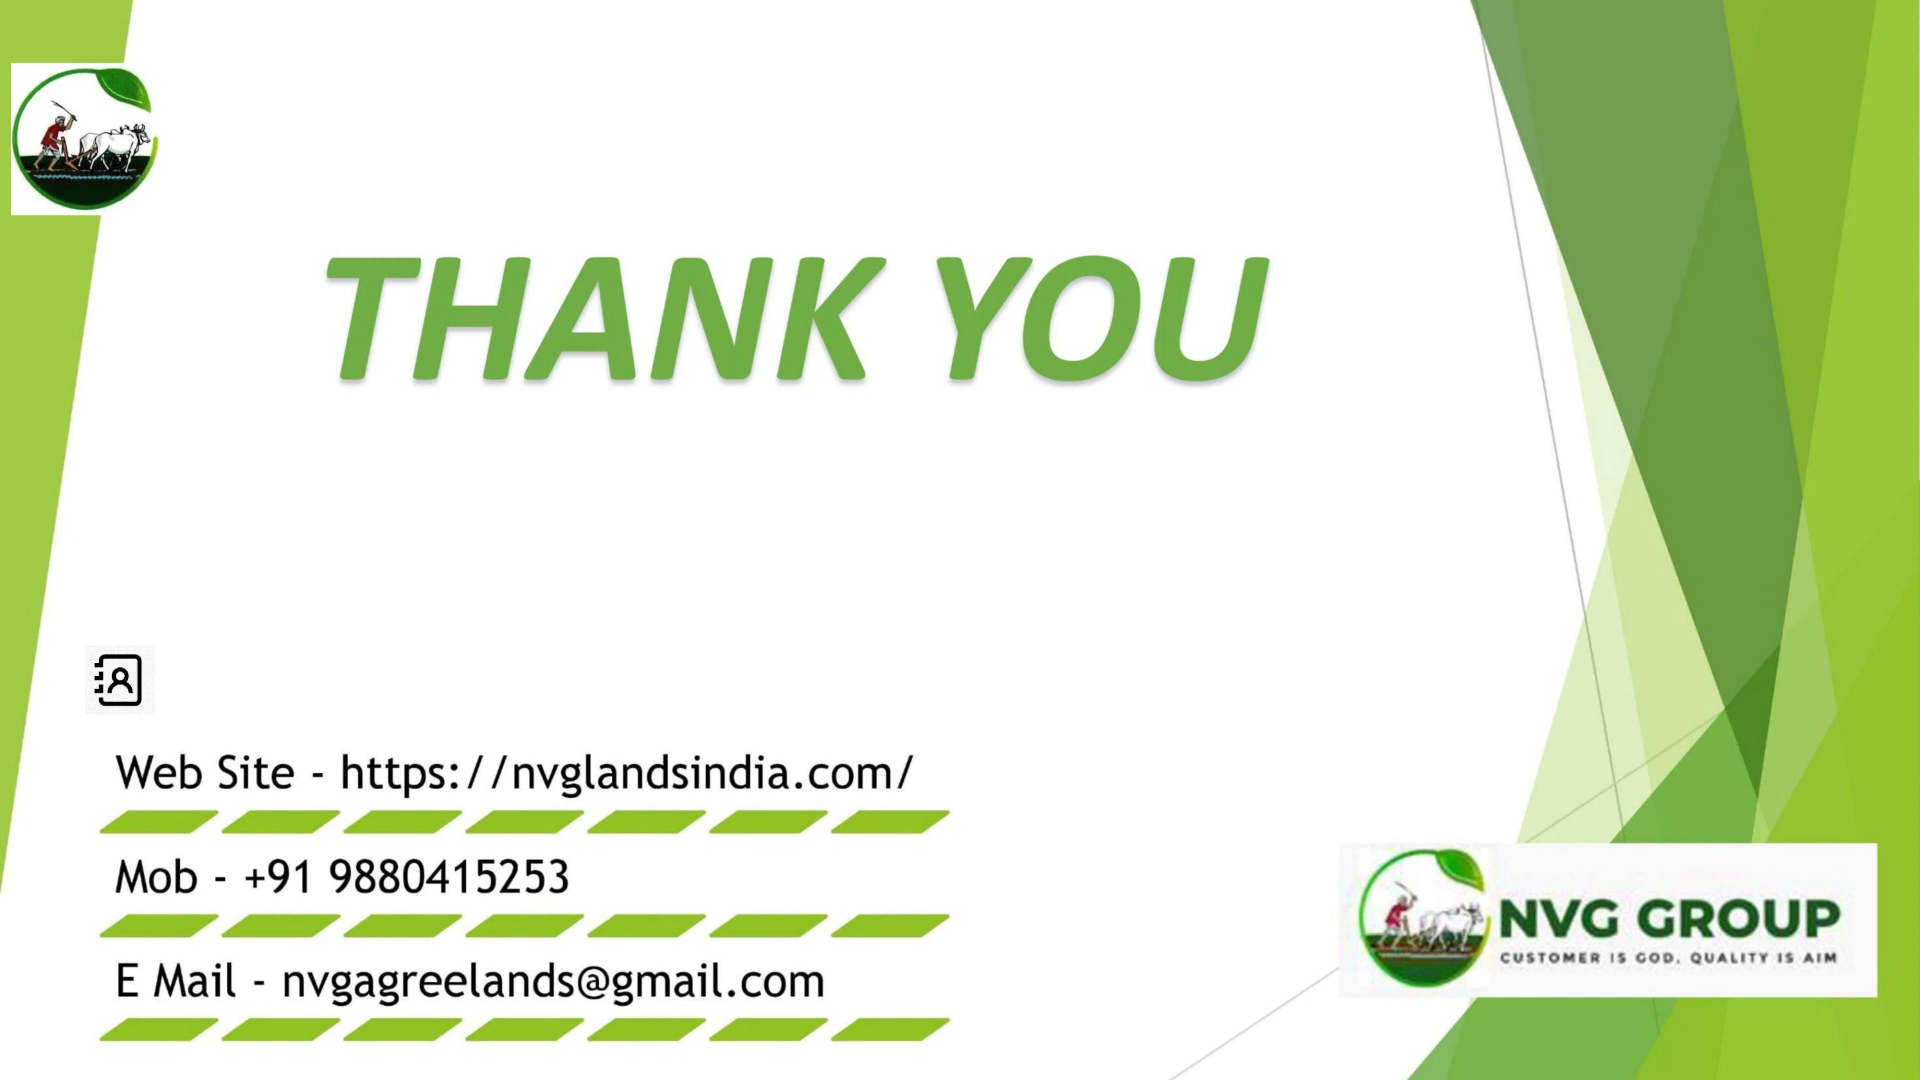 THANK YOU
Web Site - https://nvglandsindia.com/
Mob - +91 9880415253
E Mail - nvgagreelands@gmail.com
NVG GROUP
CUSTOMER IS GOD, QUALITY IS AIM